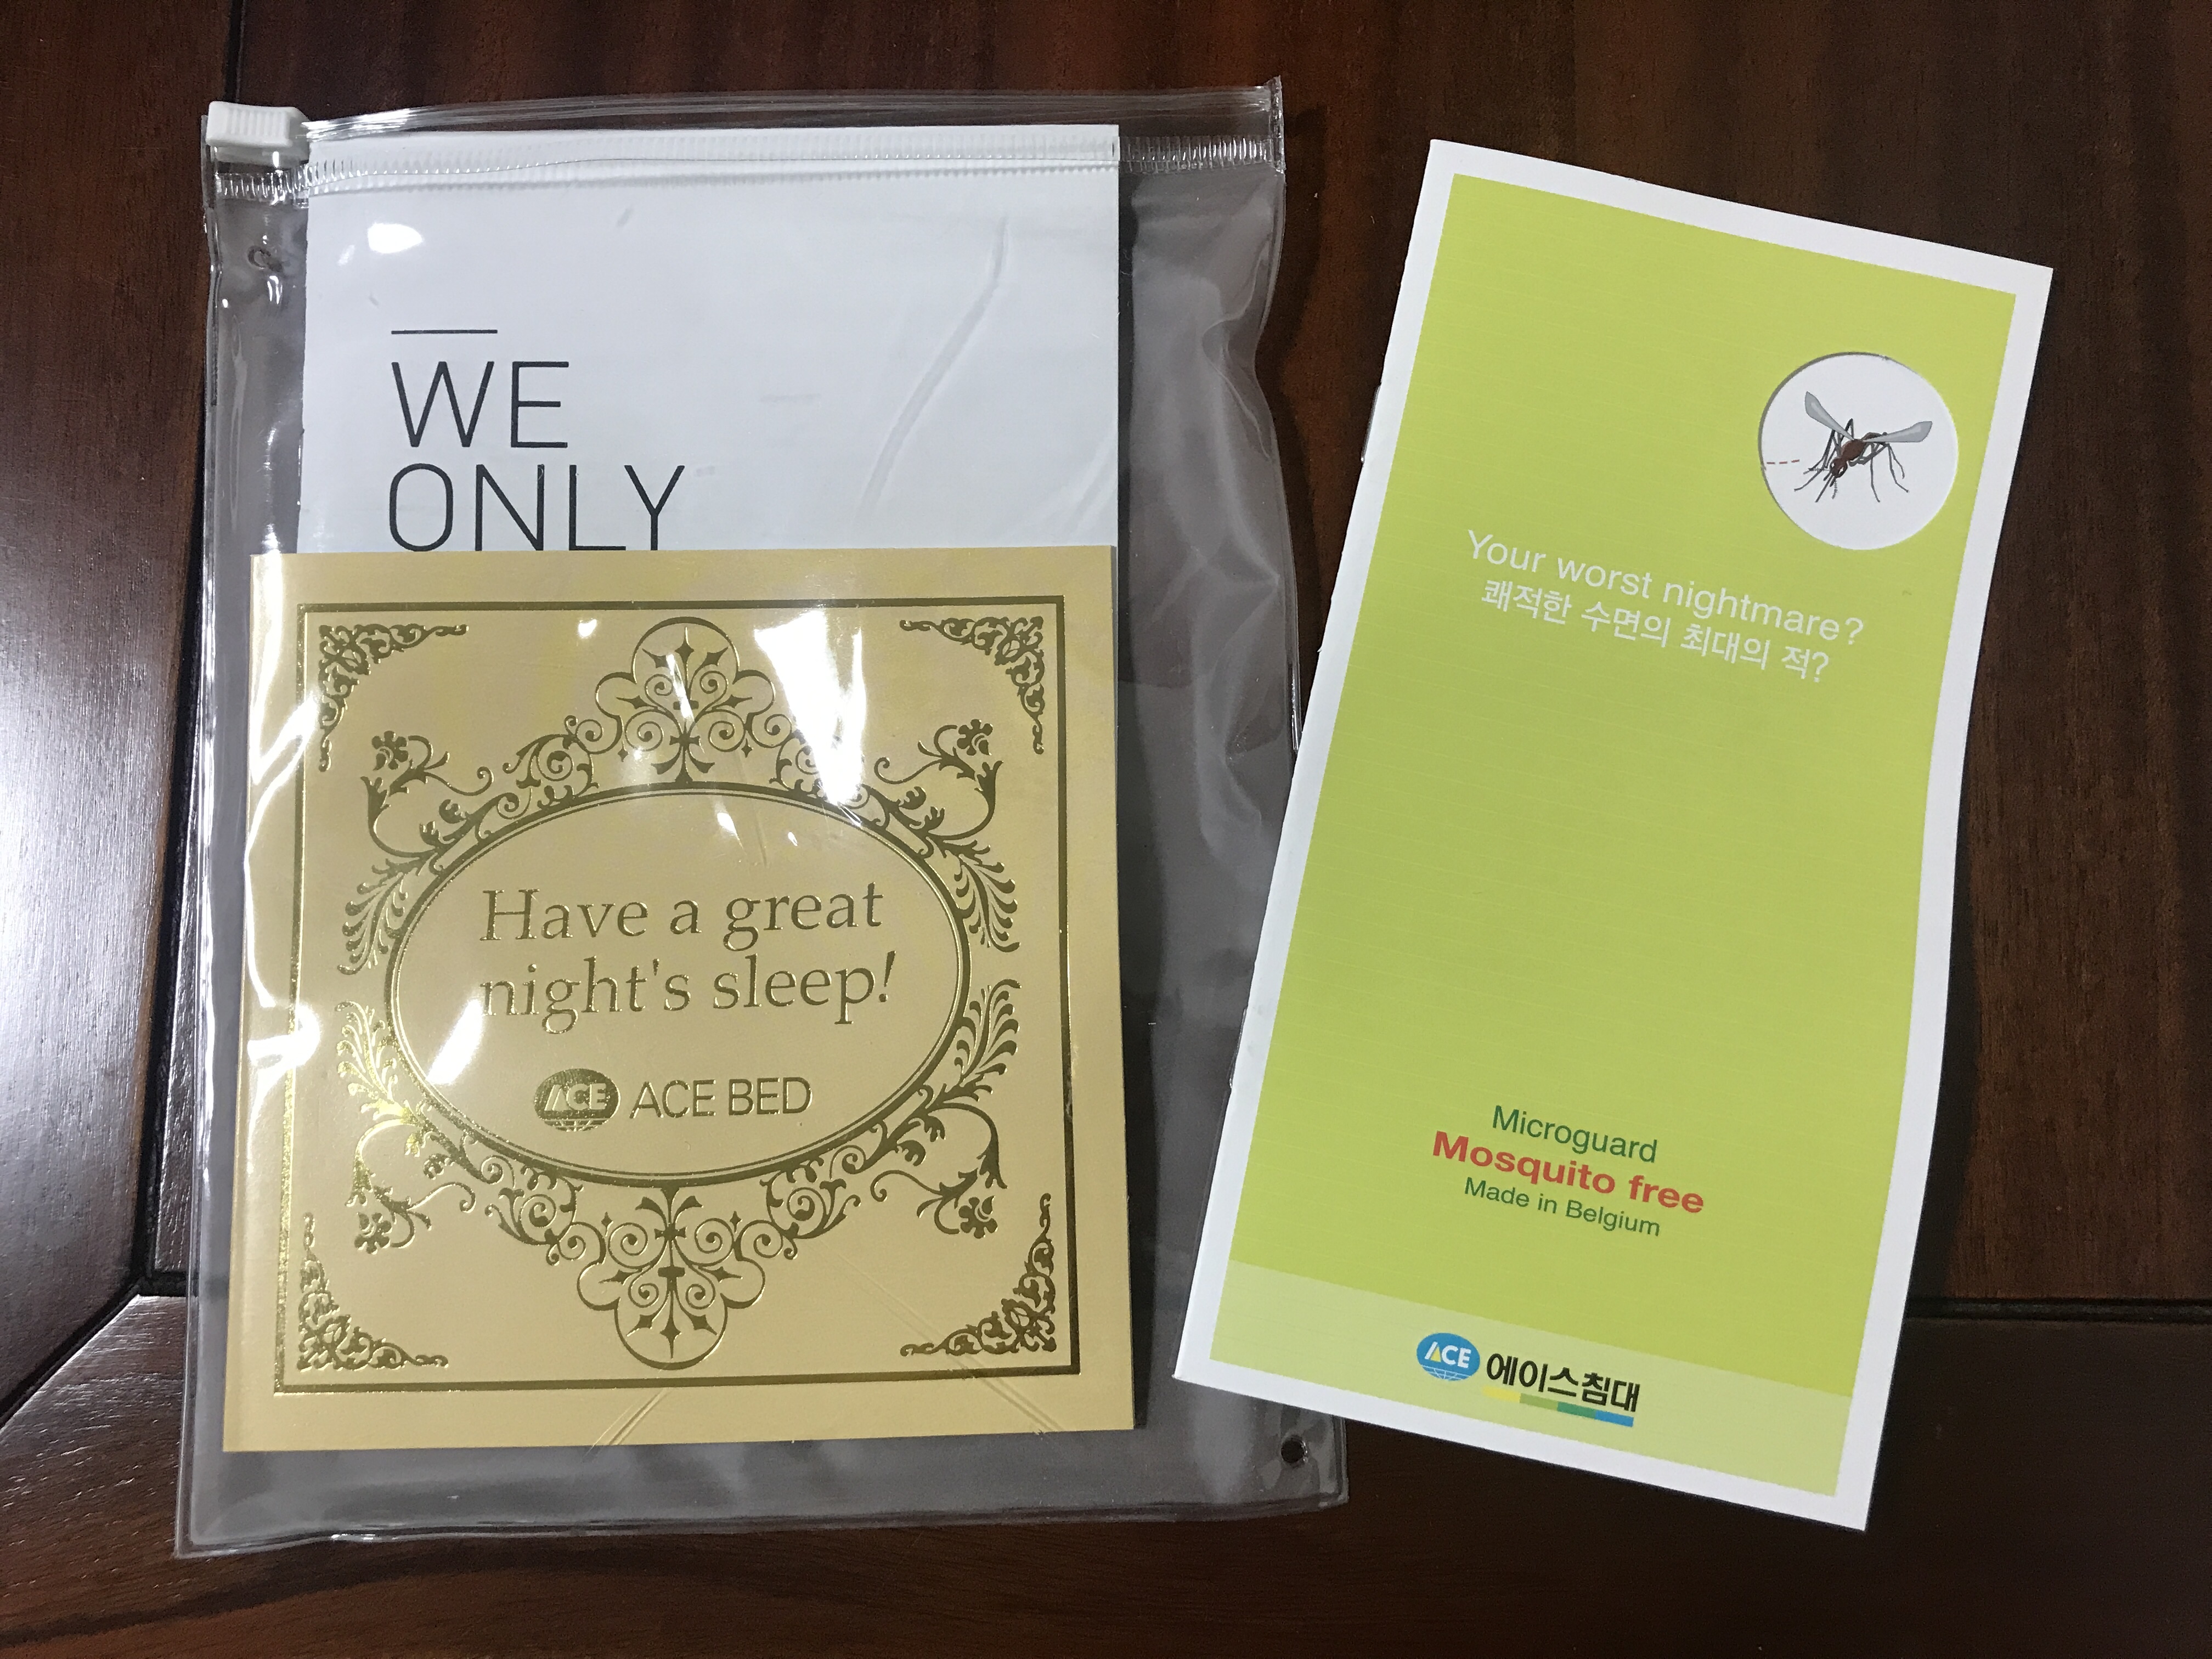 WE
ONLY
Have a great
night's sleep!
ACE ACE BED
Your worst nightmare?
쾌적한 수면의 최대의 적?
Microguard
Mosquito free
Made in Belgium
ACE 에이스침대